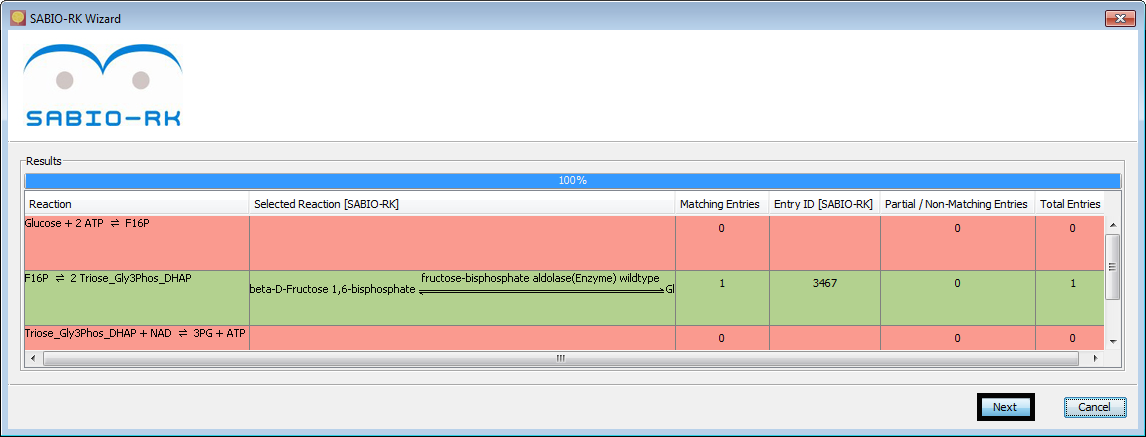 SABIO-RK Wizard
SABIO-RK
Results
100%
Reaction Selected Reaction [SABIO-RK] Matching Entries Entry ID [SABIO-RK] Partial / Non-Matching Entries Total Entries
Glucose + 2 ATP ⇌ F16P 0 0 0
F16P ⇌ 2 Triose_Gly3Phos_DHAP beta-D-Fructose 1,6-bisphosphate fructose-bisphosphate aldolase(Enzyme) wildtype Gl 1 3467 0 1
Triose_Gly3Phos_DHAP + NAD ⇌ 3PG + ATP 0 0 0
Next Cancel